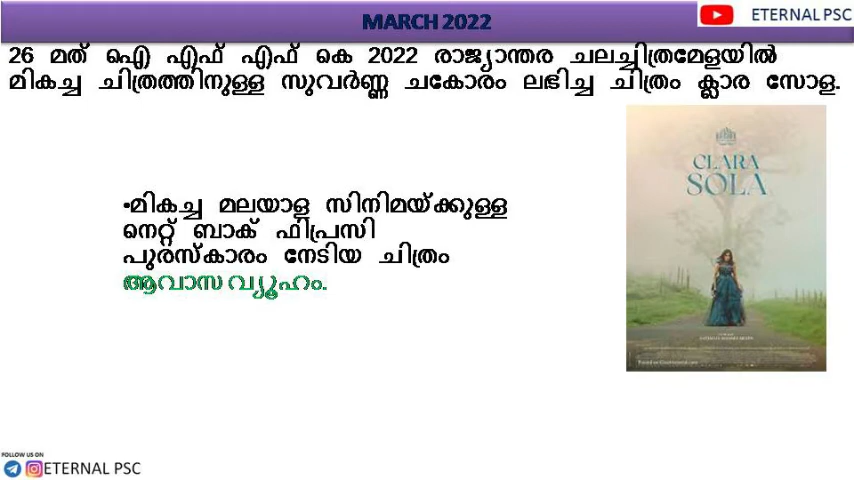 MARCH 2022
ETERNAL PSC
26 മത് ഐ എഫ് എഫ് കെ 2022 രാജ്യാന്തര ചലച്ചിത്രമേളയിൽ
മികച്ച ചിത്രത്തിനുള്ള സുവർണ്ണ ചകോരം ലഭിച്ച ചിത്രം ക്ലാര സോള.
CLARA
SOLA
•മികച്ച മലയാള സിനിമയ്ക്കുള്ള
നെറ്റ് ബാക് ഫിപ്രസി
പുരസ്കാരം നേടിയ ചിത്രം
ആവാസ വ്യൂഹം.
FOLLOW US ON
ETERNAL PSC